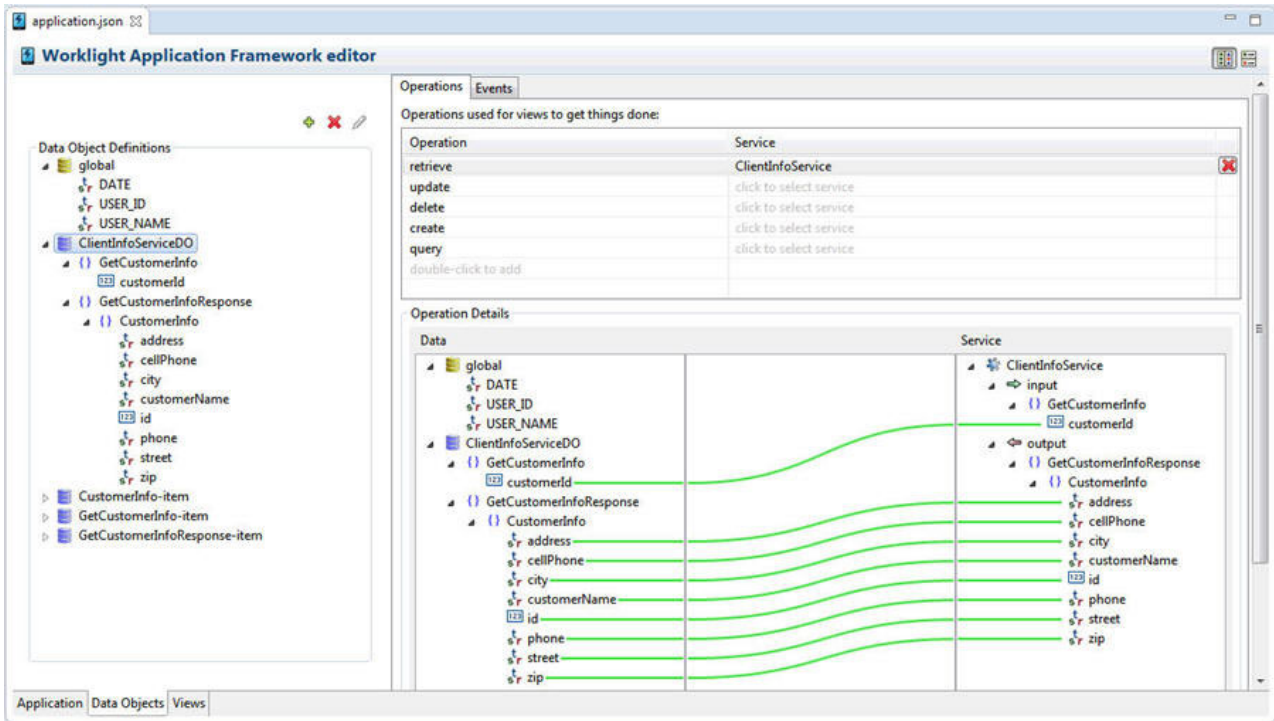 application.json
Worklight Application Framework editor
Data Object Definitions
global
DATE
USER_ID
USER_NAME
ClientInfoServiceDO
GetCustomerInfo
customerId
GetCustomerInfoResponse
CustomerInfo
address
cellPhone
city
customerName
id
phone
street
zip
CustomerInfo-item
GetCustomerInfo-item
GetCustomerInfoResponse-item
Operations Events
Operations used for views to get things done:
Operation Service
retrieve ClientInfoService
update click to select service
delete click to select service
create click to select service
query click to select service
double-click to add
Operation Details
Data Service
global
DATE
USER_ID
USER_NAME
ClientInfoServiceDO
GetCustomerInfo
customerId
GetCustomerInfoResponse
CustomerInfo
address
cellPhone
city
customerName
id
phone
street
zip
ClientInfoService
input
GetCustomerInfo
customerId
output
GetCustomerInfoResponse
CustomerInfo
address
cellPhone
city
customerName
id
phone
street
zip
Application Data Objects Views